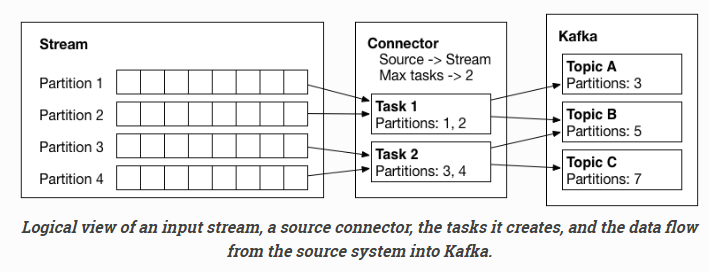 Stream
Partition 1
Partition 2
Partition 3
Partition 4
Connector
Source -> Stream
Max tasks -> 2
Task 1
Partitions: 1, 2
Task 2
Partitions: 3, 4
Kafka
Topic A
Partitions: 3
Topic B
Partitions: 5
Topic C
Partitions: 7
Logical view of an input stream, a source connector, the tasks it creates, and the data flow
from the source system into Kafka.